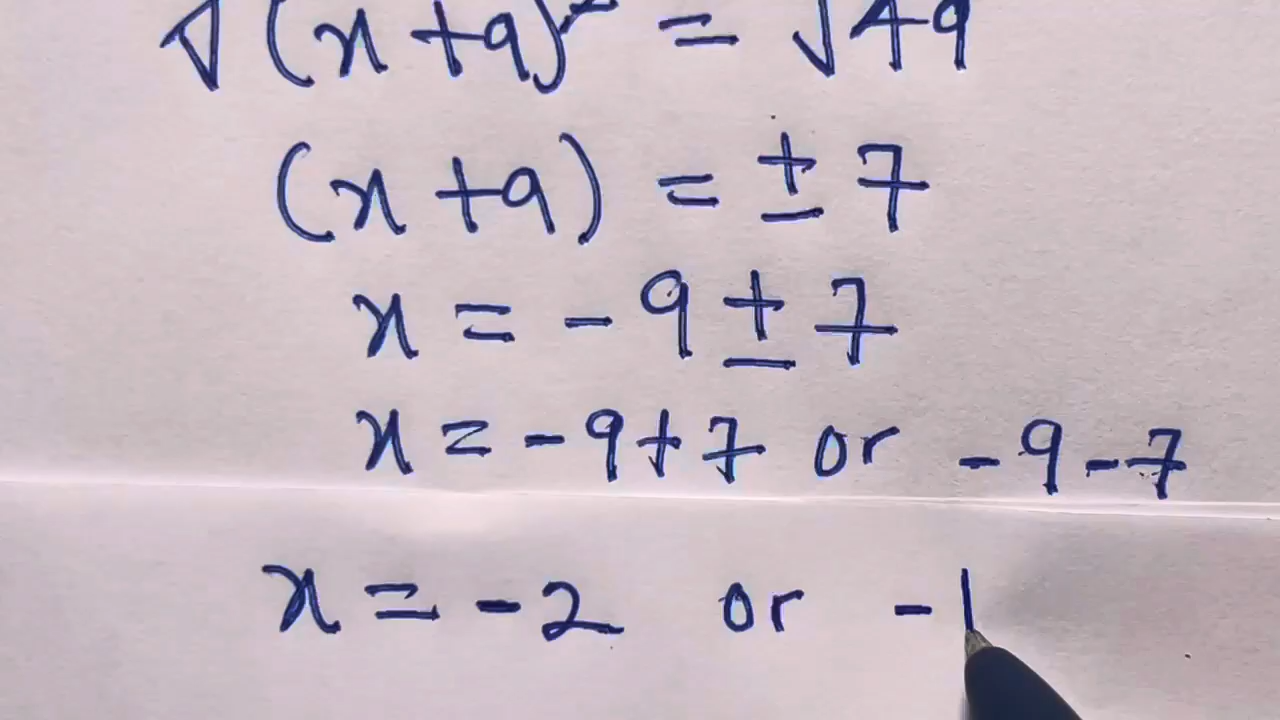 √(x+9)² = √49
(x+9) = ± 7
x = - 9 ± 7
x = - 9 + 7 or - 9 - 7
x = - 2 or - 1